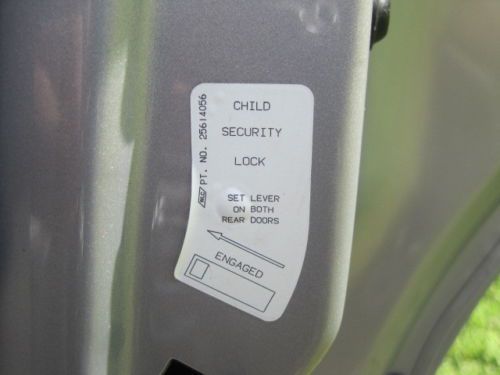 CHILD
SECURITY
LOCK
SET LEVER
ON BOTH
REAR DOORS
ENGAGED
PT. NO. 25614056